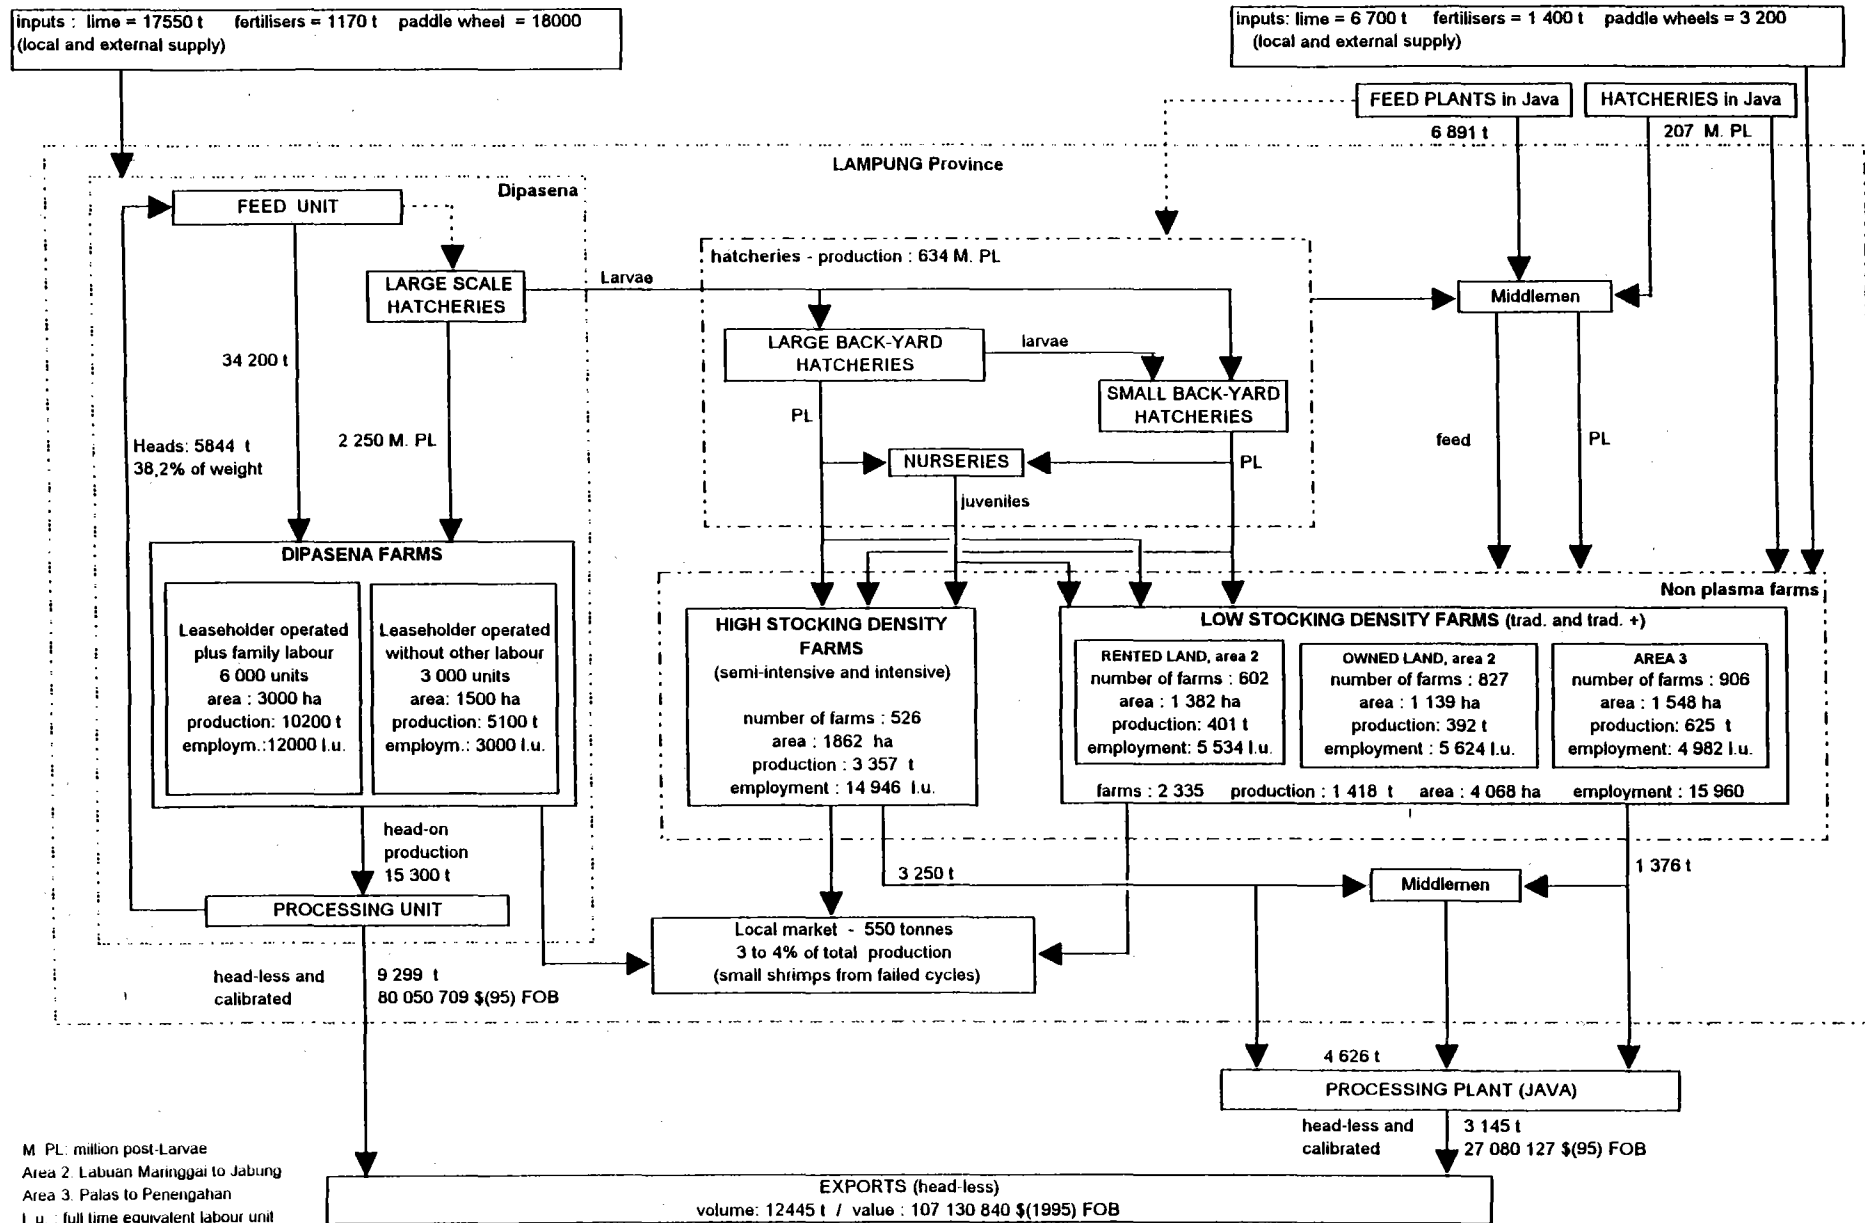 inputs : lime = 17550 t fertilisers = 1170 t paddle wheel = 18000
(local and external supply)
inputs: lime = 6 700 t fertilisers = 1 400 t paddle wheels = 3 200
(local and external supply)
FEED PLANTS in Java
HATCHERIES in Java
6 891 t
207 M. PL
LAMPUNG Province
Dipasena
FEED UNIT
LARGE SCALE
HATCHERIES
34 200 t
2 250 M. PL
Heads: 5844 t
38,2% of weight
Larvae
hatcheries - production : 634 M. PL
LARGE BACK-YARD
HATCHERIES
larvae
SMALL BACK-YARD
HATCHERIES
PL
NURSERIES
PL
juveniles
Middlemen
feed
PL
DIPASENA FARMS
Leaseholder operated
plus family labour
6 000 units
area : 3000 ha
production: 10200 t
employm.:12000 l.u.
Leaseholder operated
without other labour
3 000 units
area: 1500 ha
production: 5100 t
employm.: 3000 l.u.
Non plasma farms
HIGH STOCKING DENSITY
FARMS
(semi-intensive and intensive)
number of farms : 526
area : 1862 ha
production : 3 357 t
employment : 14 946 l.u.
LOW STOCKING DENSITY FARMS (trad. and trad. +)
RENTED LAND, area 2
number of farms : 602
area : 1 382 ha
production: 401 t
employment: 5 534 l.u.
OWNED LAND, area 2
number of farms : 827
area : 1 139 ha
production: 392 t
employment : 5 624 l.u.
AREA 3
number of farms : 906
area : 1 548 ha
production: 625 t
employment: 4 982 l.u.
farms : 2 335 production : 1 418 t area : 4 068 ha employment : 15 960
head-on
production
15 300 t
PROCESSING UNIT
3 250 t
Middlemen
1 376 t
Local market - 550 tonnes
3 to 4% of total production
(small shrimps from failed cycles)
head-less and
calibrated
9 299 t
80 050 709 $(95) FOB
4 626 t
PROCESSING PLANT (JAVA)
head-less and
calibrated
3 145 t
27 080 127 $(95) FOB
M PL: million post-Larvae
Area 2. Labuan Maringgai to Jabung
Area 3. Palas to Penengahan
l u : full time equivalent labour unit
EXPORTS (head-less)
volume: 12445 t / value : 107 130 840 $(1995) FOB